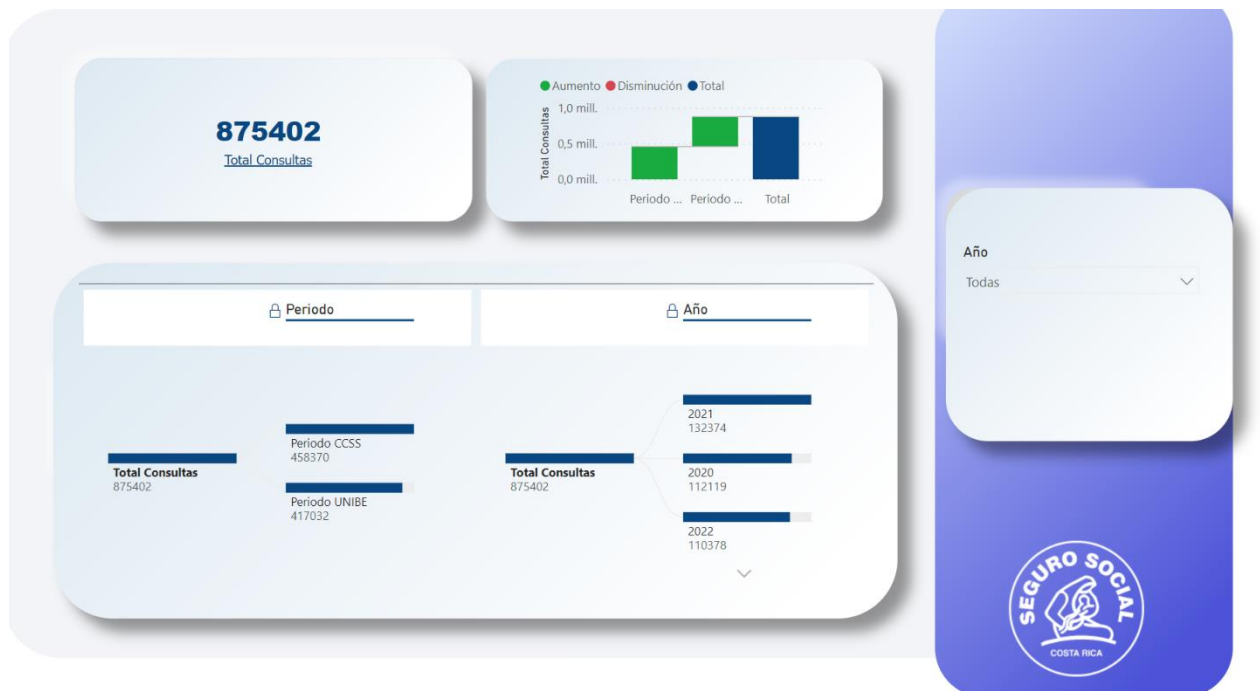 875402
Total Consultas
Aumento Disminución Total
Total Consultas
1,0 mill.
0,5 mill.
0,0 mill.
Periodo ... Periodo ... Total
Año
Todas
Periodo
Año
Total Consultas
875402
Periodo CCSS
458370
Periodo UNIBE
417032
Total Consultas
875402
2021
132374
2020
112119
2022
110378
SEGURO SOCIAL
COSTA RICA